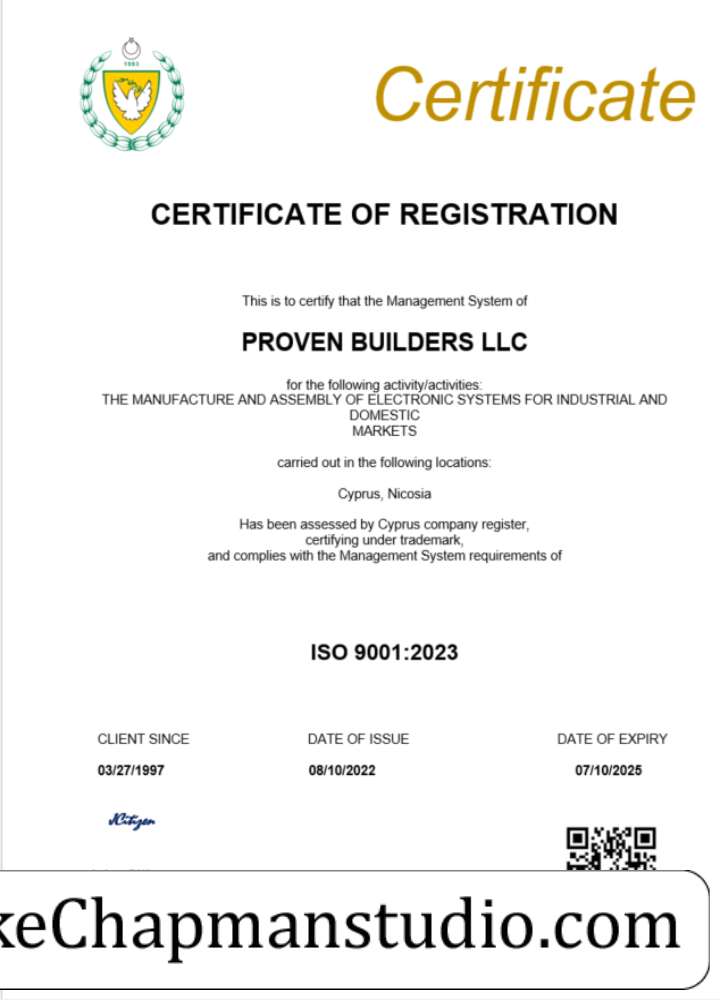 1983
Certificate
CERTIFICATE OF REGISTRATION
This is to certify that the Management System of
PROVEN BUILDERS LLC
for the following activity/activities:
THE MANUFACTURE AND ASSEMBLY OF ELECTRONIC SYSTEMS FOR INDUSTRIAL AND
DOMESTIC
MARKETS
carried out in the following locations:
Cyprus, Nicosia
Has been assessed by Cyprus company register,
certifying under trademark,
and complies with the Management System requirements of
ISO 9001:2023
CLIENT SINCE DATE OF ISSUE DATE OF EXPIRY
03/27/1997 08/10/2022 07/10/2025
JCitizen
keChapmanstudio.com